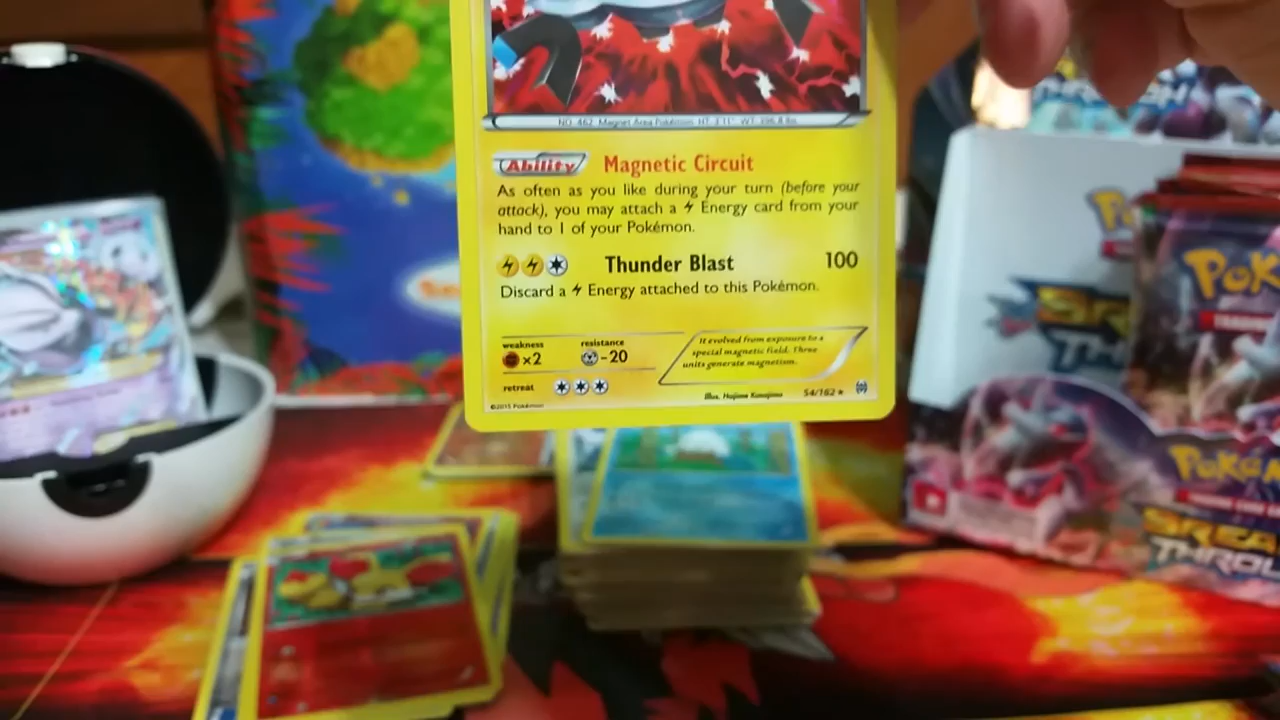 NO. 462 Magnet Area Pokémon HT: 3'11" WT: 396.8 lbs.
Ability Magnetic Circuit
As often as you like during your turn (before your
attack), you may attach a Energy card from your
hand to 1 of your Pokémon.
Thunder Blast 100
Discard a Energy attached to this Pokémon.
weakness
×2
resistance
-20
It evolved from exposure to a
special magnetic field. Three
units generate magnetism.
retreat
©2015 Pokémon
Illus. Hajime Kusajima
54/162